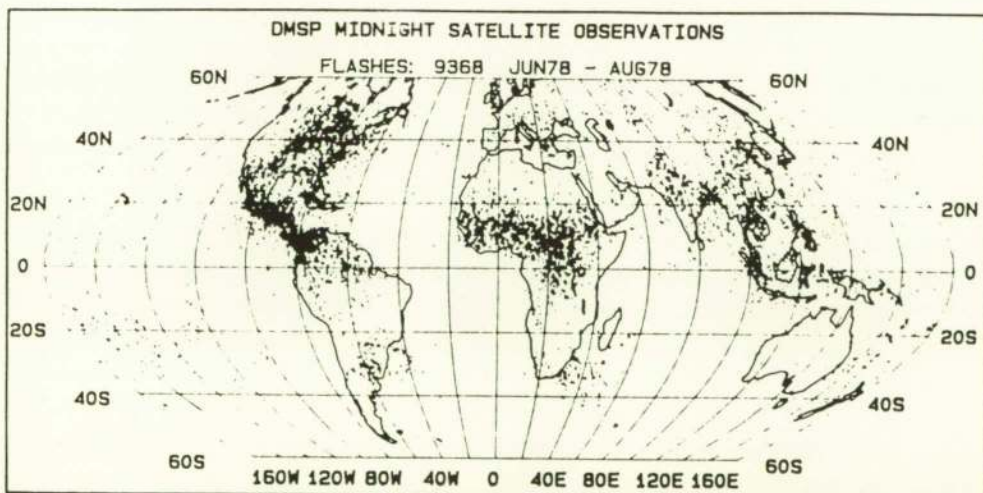 DMSP MIDNIGHT SATELLITE OBSERVATIONS
FLASHES: 9368 JUN78 - AUG78
60N 60N
40N 40N
20N 20N
0 0
20S 20S
40S 40S
60S 60S
160W 120W 80W 40W 0 40E 80E 120E 160E